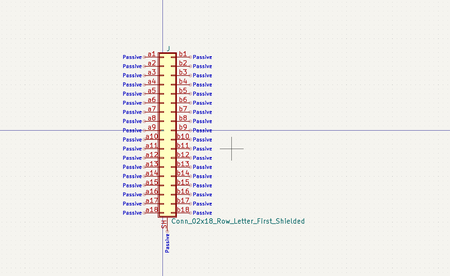 J
Passive a1 b1 Passive
Passive a2 b2 Passive
Passive a3 b3 Passive
Passive a4 b4 Passive
Passive a5 b5 Passive
Passive a6 b6 Passive
Passive a7 b7 Passive
Passive a8 b8 Passive
Passive a9 b9 Passive
Passive a10 b10 Passive
Passive a11 b11 Passive
Passive a12 b12 Passive
Passive a13 b13 Passive
Passive a14 b14 Passive
Passive a15 b15 Passive
Passive a16 b16 Passive
Passive a17 b17 Passive
Passive a18 b18 Passive
Conn_02x18_Row_Letter_First_Shielded
SH
Passive